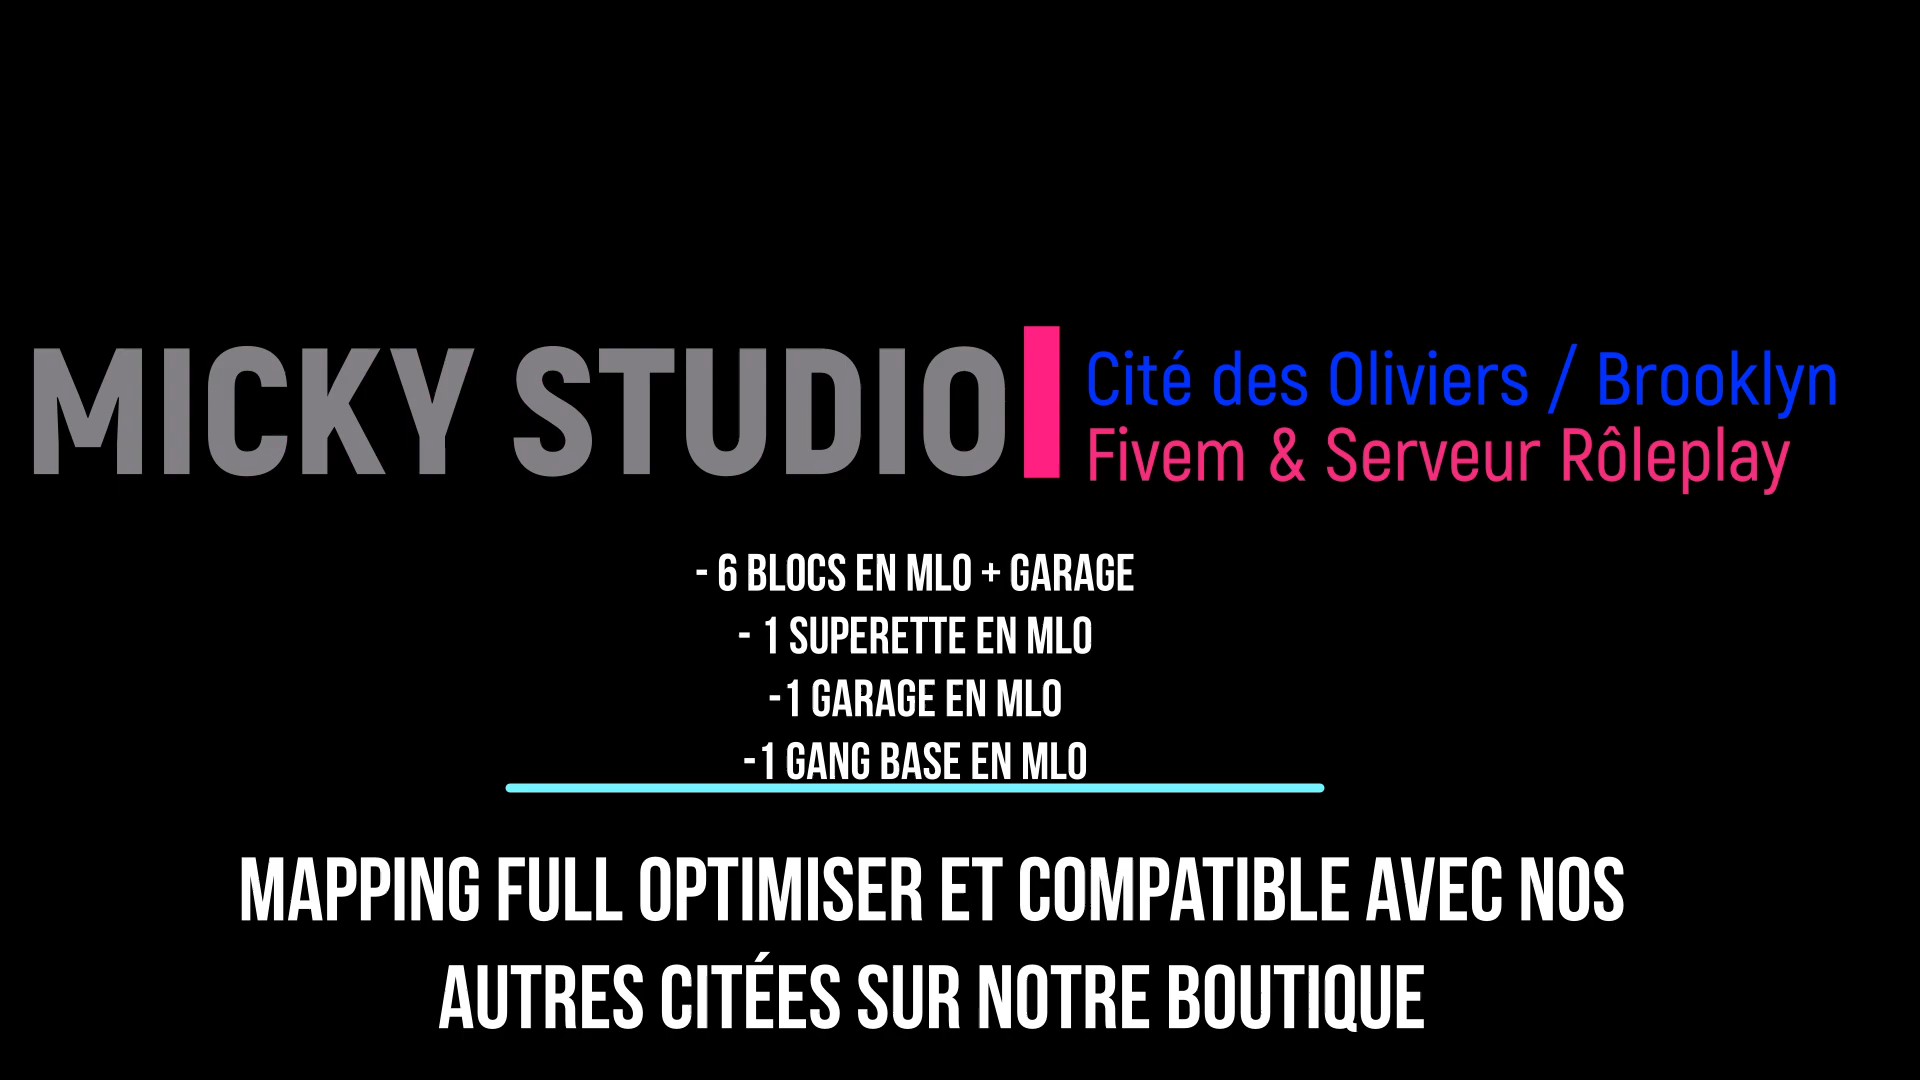 MICKY STUDIO
Cité des Oliviers / Brooklyn
Fivem & Serveur Rôleplay
- 6 BLOCS EN MLO + GARAGE
- 1 SUPERETTE EN MLO
-1 GARAGE EN MLO
-1 GANG BASE EN MLO
MAPPING FULL OPTIMISER ET COMPATIBLE AVEC NOS
AUTRES CITÉES SUR NOTRE BOUTIQUE